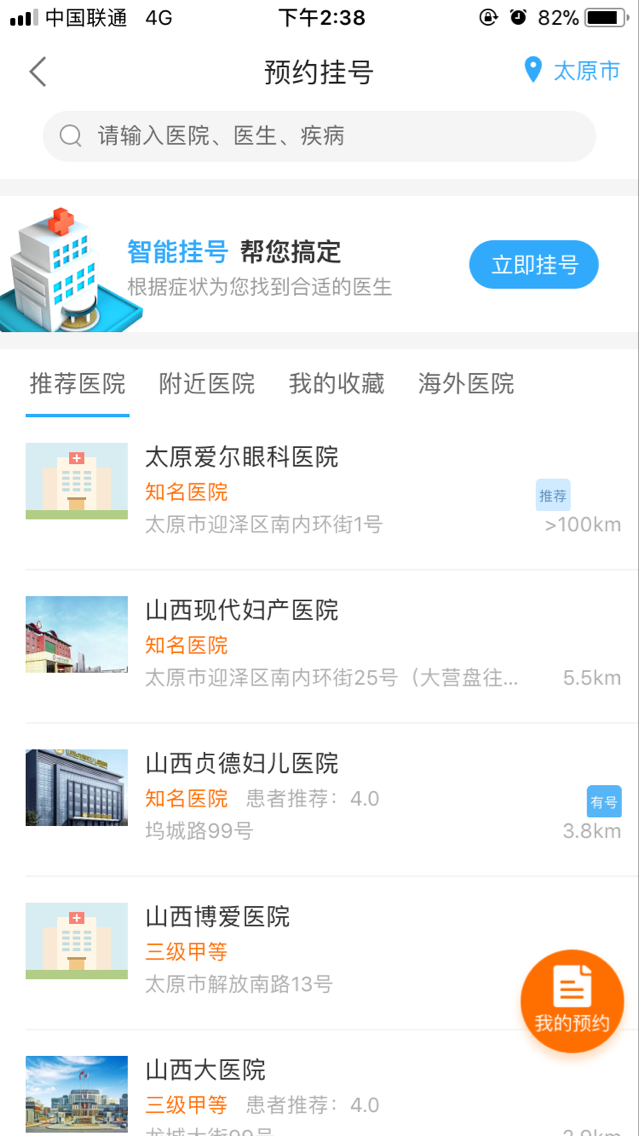 中国联通 4G 下午2:38 82%
预约挂号 太原市
请输入医院、医生、疾病
智能挂号 帮您搞定
根据症状为您找到合适的医生
立即挂号
推荐医院 附近医院 我的收藏 海外医院
太原爱尔眼科医院
知名医院
推荐
太原市迎泽区南内环街1号 >100km
山西现代妇产医院
知名医院
太原市迎泽区南内环街25号（大营盘往... 5.5km
山西贞德妇儿医院
知名医院 患者推荐：4.0
有号
坞城路99号 3.8km
山西博爱医院
三级甲等
太原市解放南路13号
我的预约
山西大医院
三级甲等 患者推荐：4.0
龙城大街99号